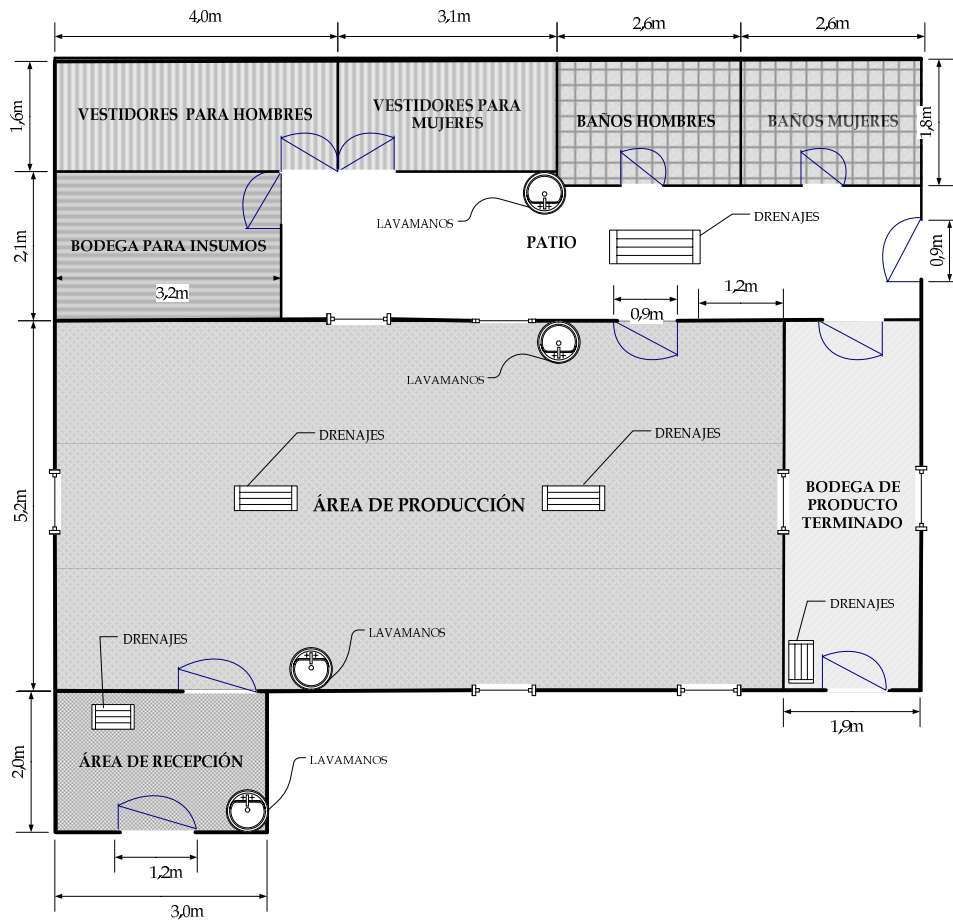 4,0m
3,1m
2,6m
2,6m
1,6m
VESTIDORES PARA HOMBRES
VESTIDORES PARA
MUJERES
BAÑOS HOMBRES
BAÑOS MUJERES
1,8m
LAVAMANOS
DRENAJES
2,1m
BODEGA PARA INSUMOS
PATIO
0,9m
3,2m
1,2m
0,9m
LAVAMANOS
DRENAJES
DRENAJES
5,2m
ÁREA DE PRODUCCIÓN
BODEGA DE
PRODUCTO
TERMINADO
DRENAJES
LAVAMANOS
DRENAJES
1,9m
2,0m
ÁREA DE RECEPCIÓN
LAVAMANOS
1,2m
3,0m